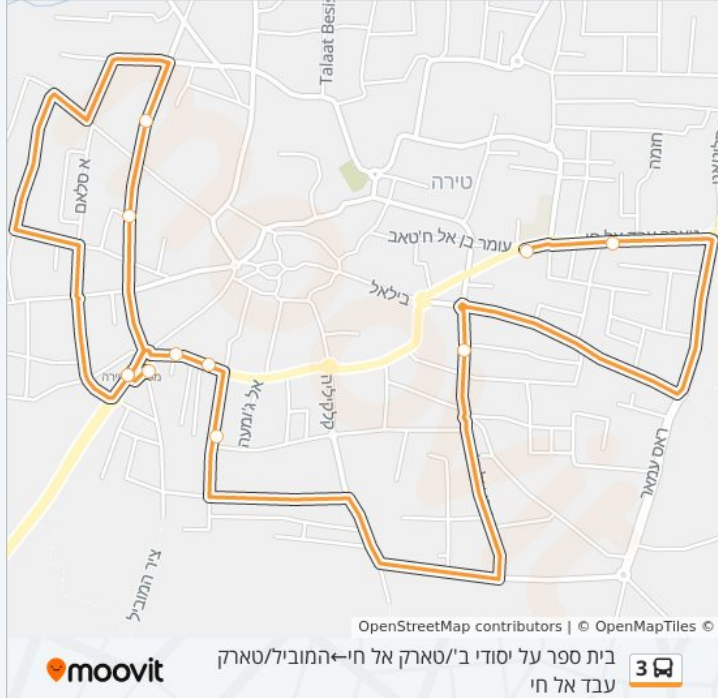 Talaat Besis
חזמה
טירה
א סלאם
עומר בן אל ח'טאב
בילאל
אל ג'ומעה
קלקיליה
ראס עמאר
ציר המוביל
OpenStreetMap contributors | © OpenMapTiles ©
בית ספר על יסודי ב'/טארק אל חי←המוביל/טארק
עבד אל חי
3
moovit